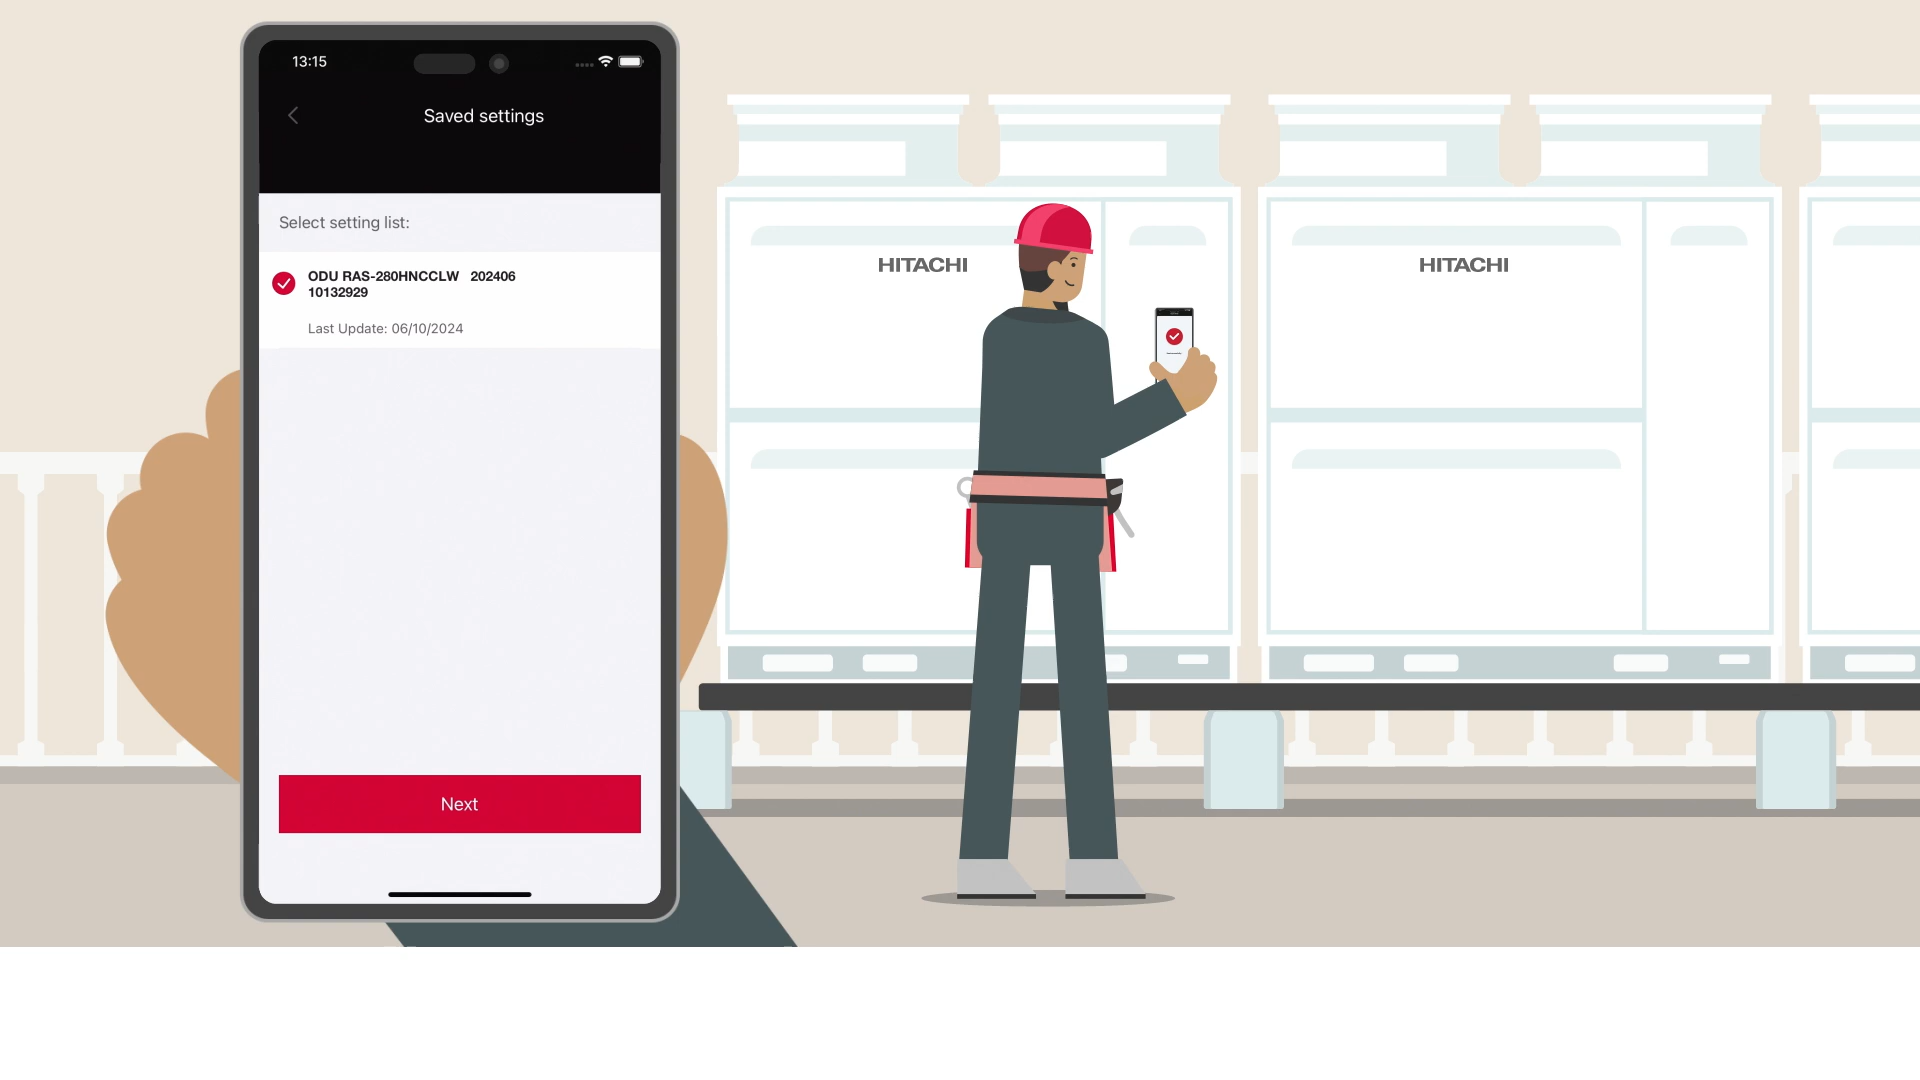 13:15
Saved settings
Select setting list:
ODU RAS-280HNCCLW 202406
10132929
Last Update: 06/10/2024
Next
HITACHI
HITACHI